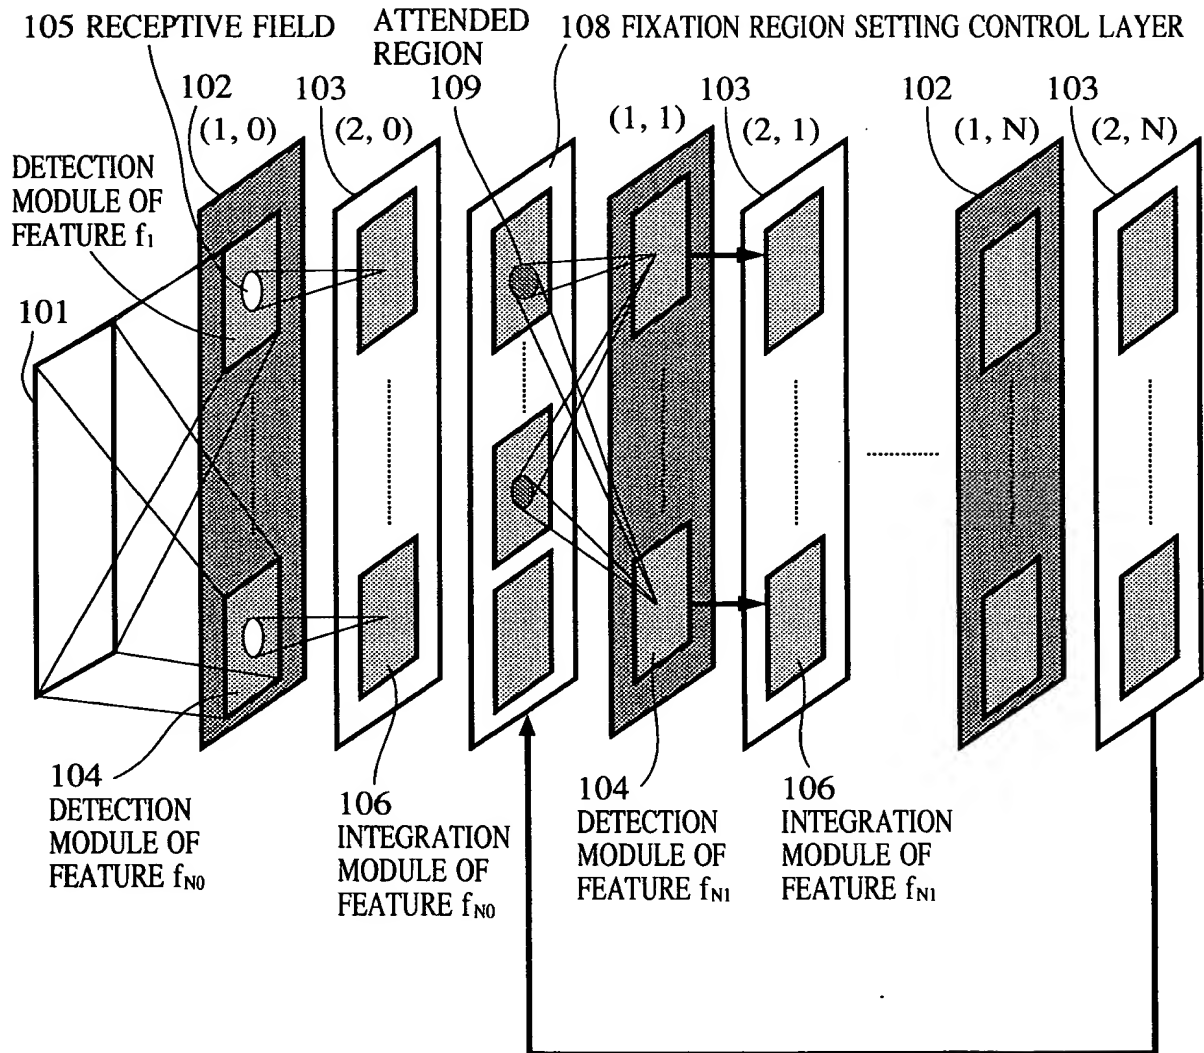 105 RECEPTIVE FIELD
ATTENDED
REGION
108 FIXATION REGION SETTING CONTROL LAYER
102
103
109
103
102
103
(1, 0)
(2, 0)
(1, 1)
(2, 1)
(1, N)
(2, N)
DETECTION
MODULE OF
FEATURE f1
101
104
DETECTION
MODULE OF
FEATURE fN0
106
INTEGRATION
MODULE OF
FEATURE fN0
104
DETECTION
MODULE OF
FEATURE fN1
106
INTEGRATION
MODULE OF
FEATURE fN1